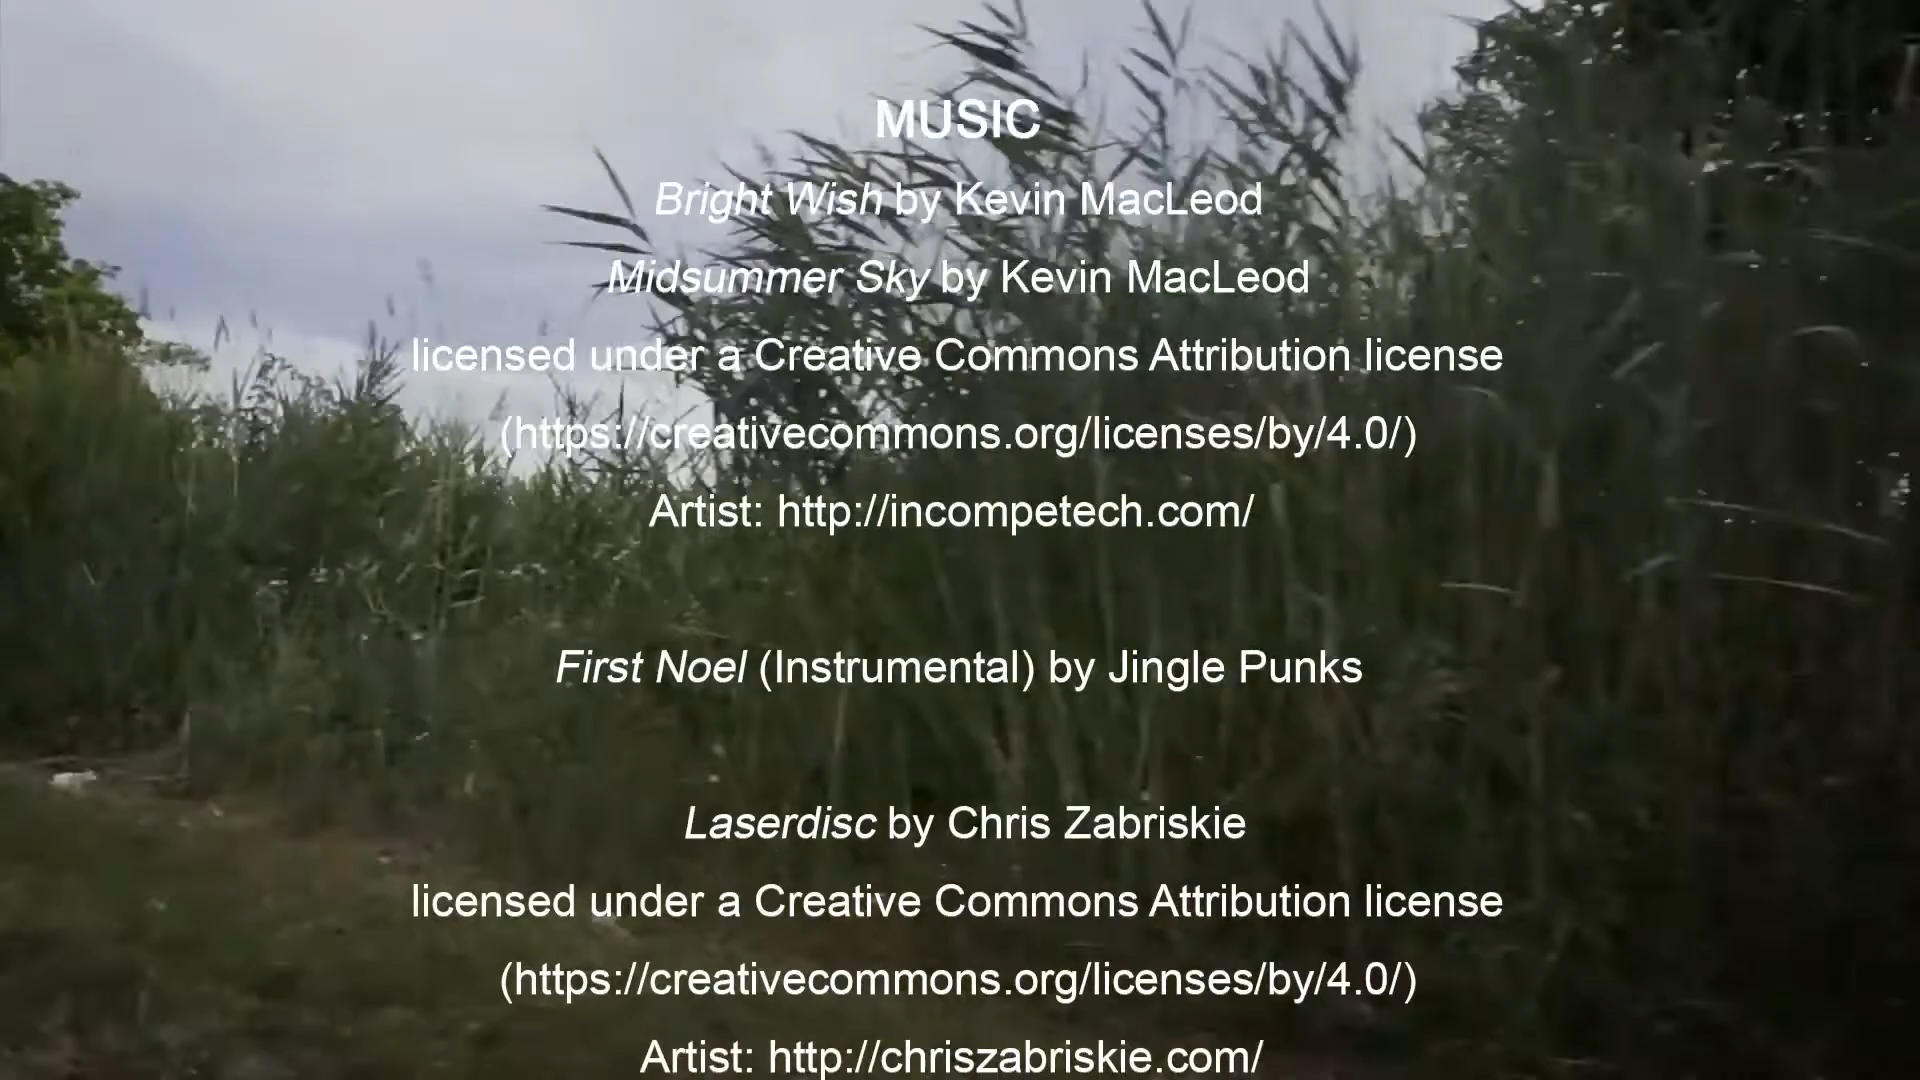 MUSIC
Bright Wish by Kevin MacLeod
Midsummer Sky by Kevin MacLeod
licensed under a Creative Commons Attribution license
(https://creativecommons.org/licenses/by/4.0/)
Artist: http://incompetech.com/
First Noel (Instrumental) by Jingle Punks
Laserdisc by Chris Zabriskie
licensed under a Creative Commons Attribution license
(https://creativecommons.org/licenses/by/4.0/)
Artist: http://chriszabriskie.com/